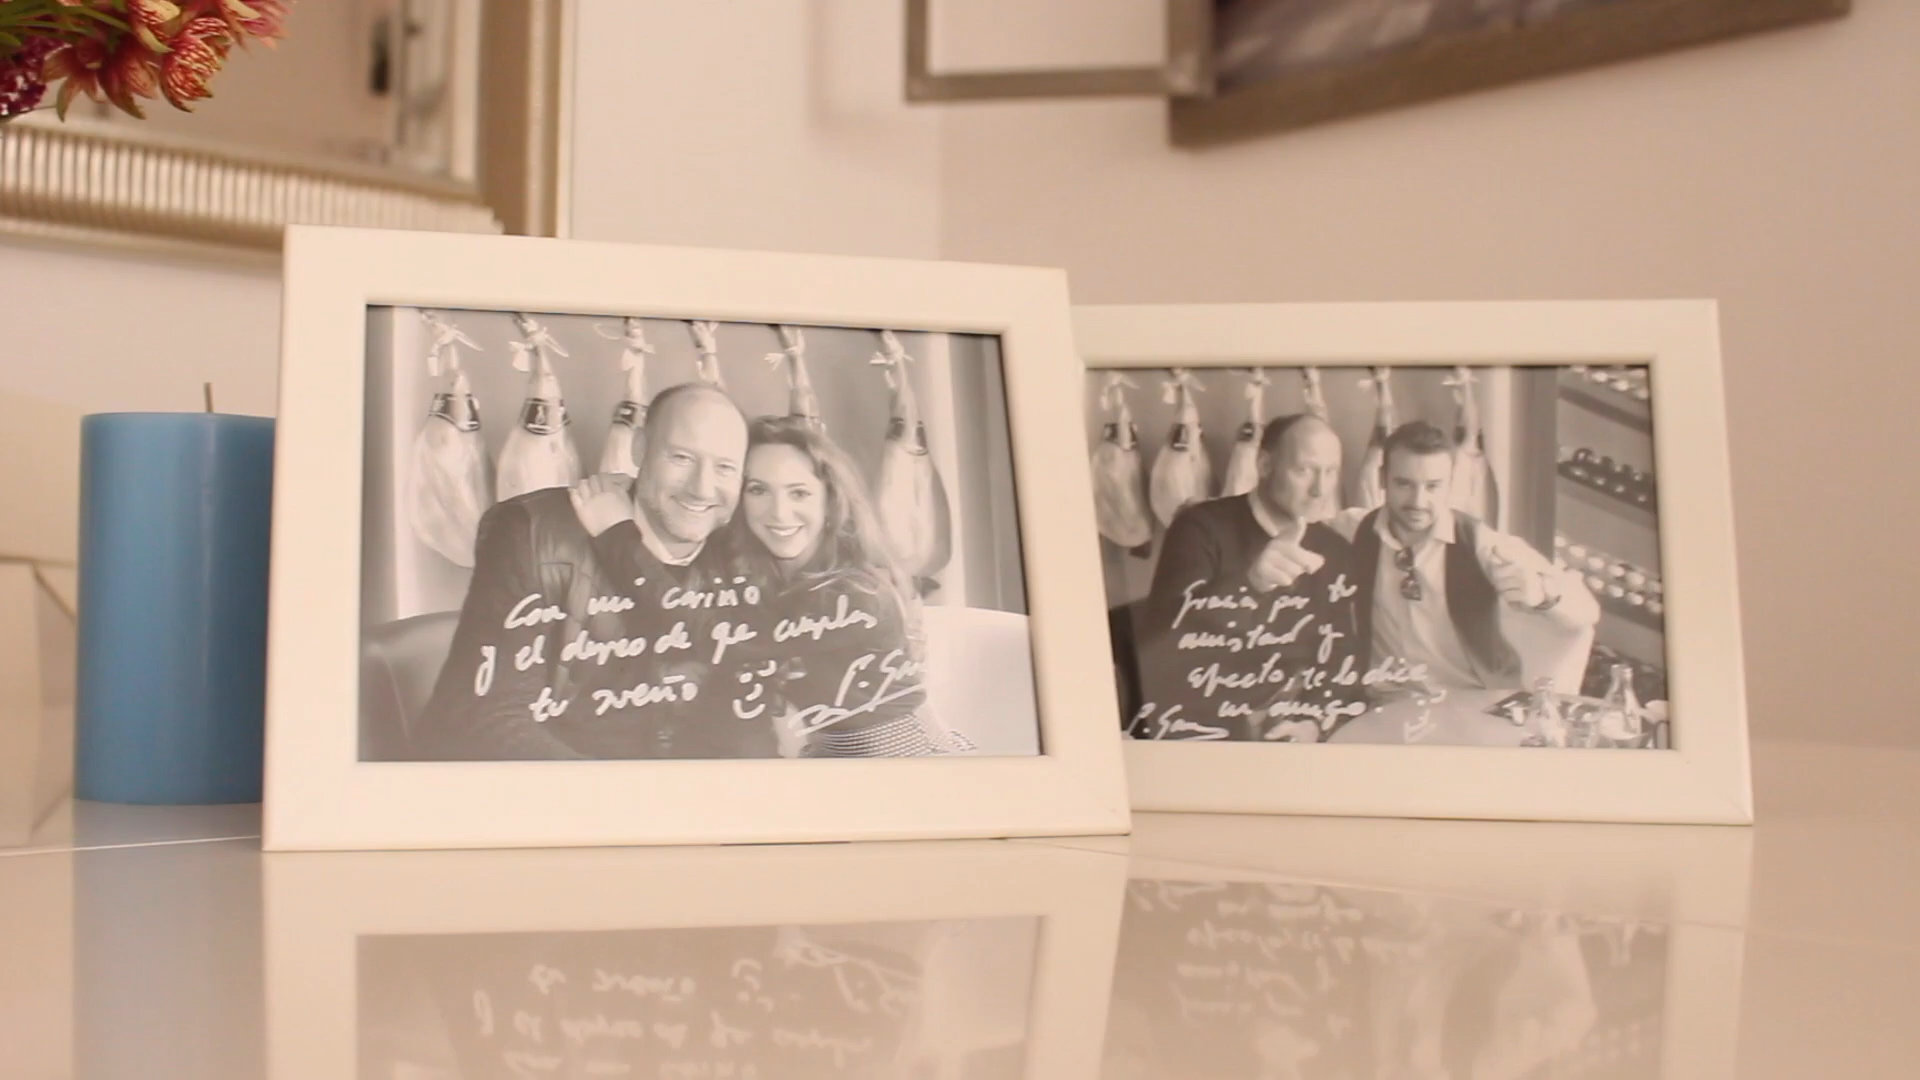 Con mi cariño
y el deseo de que cumplas
tu sueño
P.
Gracias por tu
amistad y
afecto, te lo dice
un amigo.